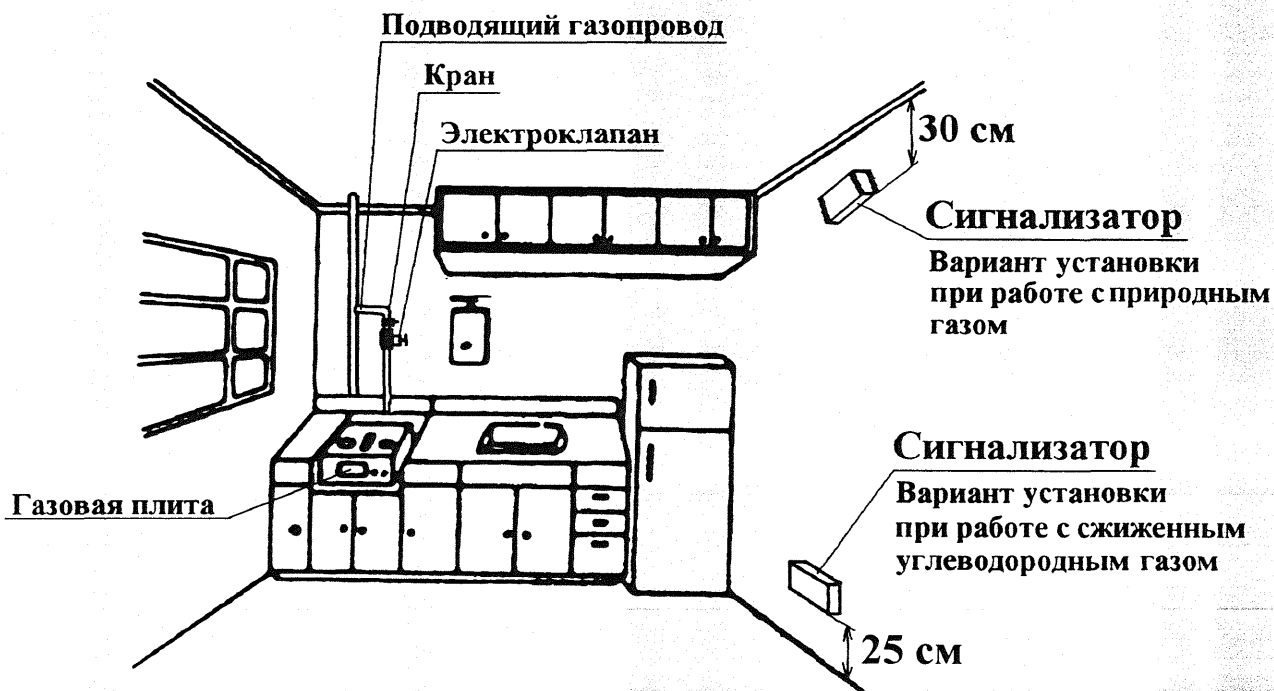 Подводящий газопровод
Кран
Электроклапан
30 см
Сигнализатор
Вариант установки
при работе с природным
газом
Сигнализатор
Вариант установки
при работе с сжиженным
углеводородным газом
Газовая плита
25 см